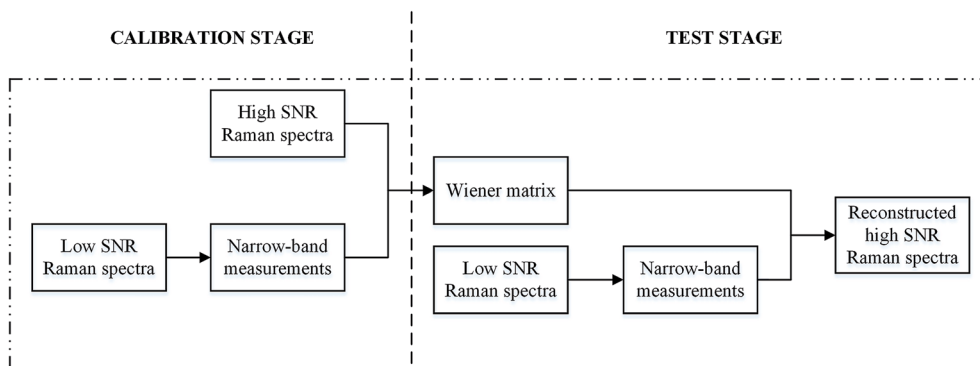 CALIBRATION STAGE
TEST STAGE
High SNR
Raman spectra
Low SNR
Raman spectra
Narrow-band
measurements
Wiener matrix
Low SNR
Raman spectra
Narrow-band
measurements
Reconstructed
high SNR
Raman spectra